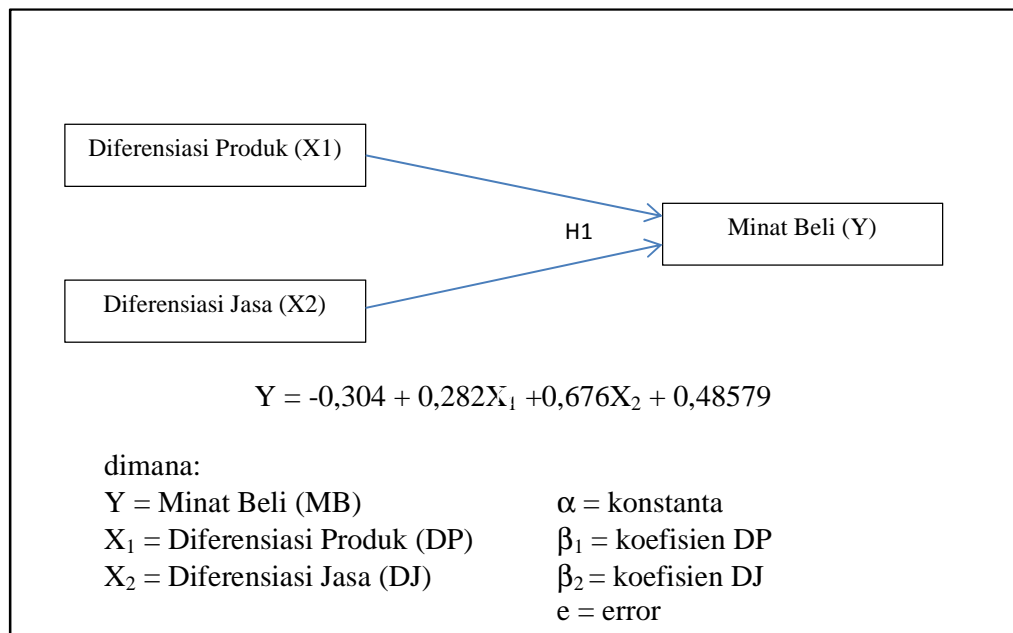 Diferensiasi Produk (X1)
H1
Minat Beli (Y)
Diferensiasi Jasa (X2)
Y = -0,304 + 0,282X₁ +0,676X₂ + 0,48579
dimana:
Y = Minat Beli (MB)
X₁ = Diferensiasi Produk (DP)
X₂ = Diferensiasi Jasa (DJ)
α = konstanta
β₁ = koefisien DP
β₂ = koefisien DJ
e = error